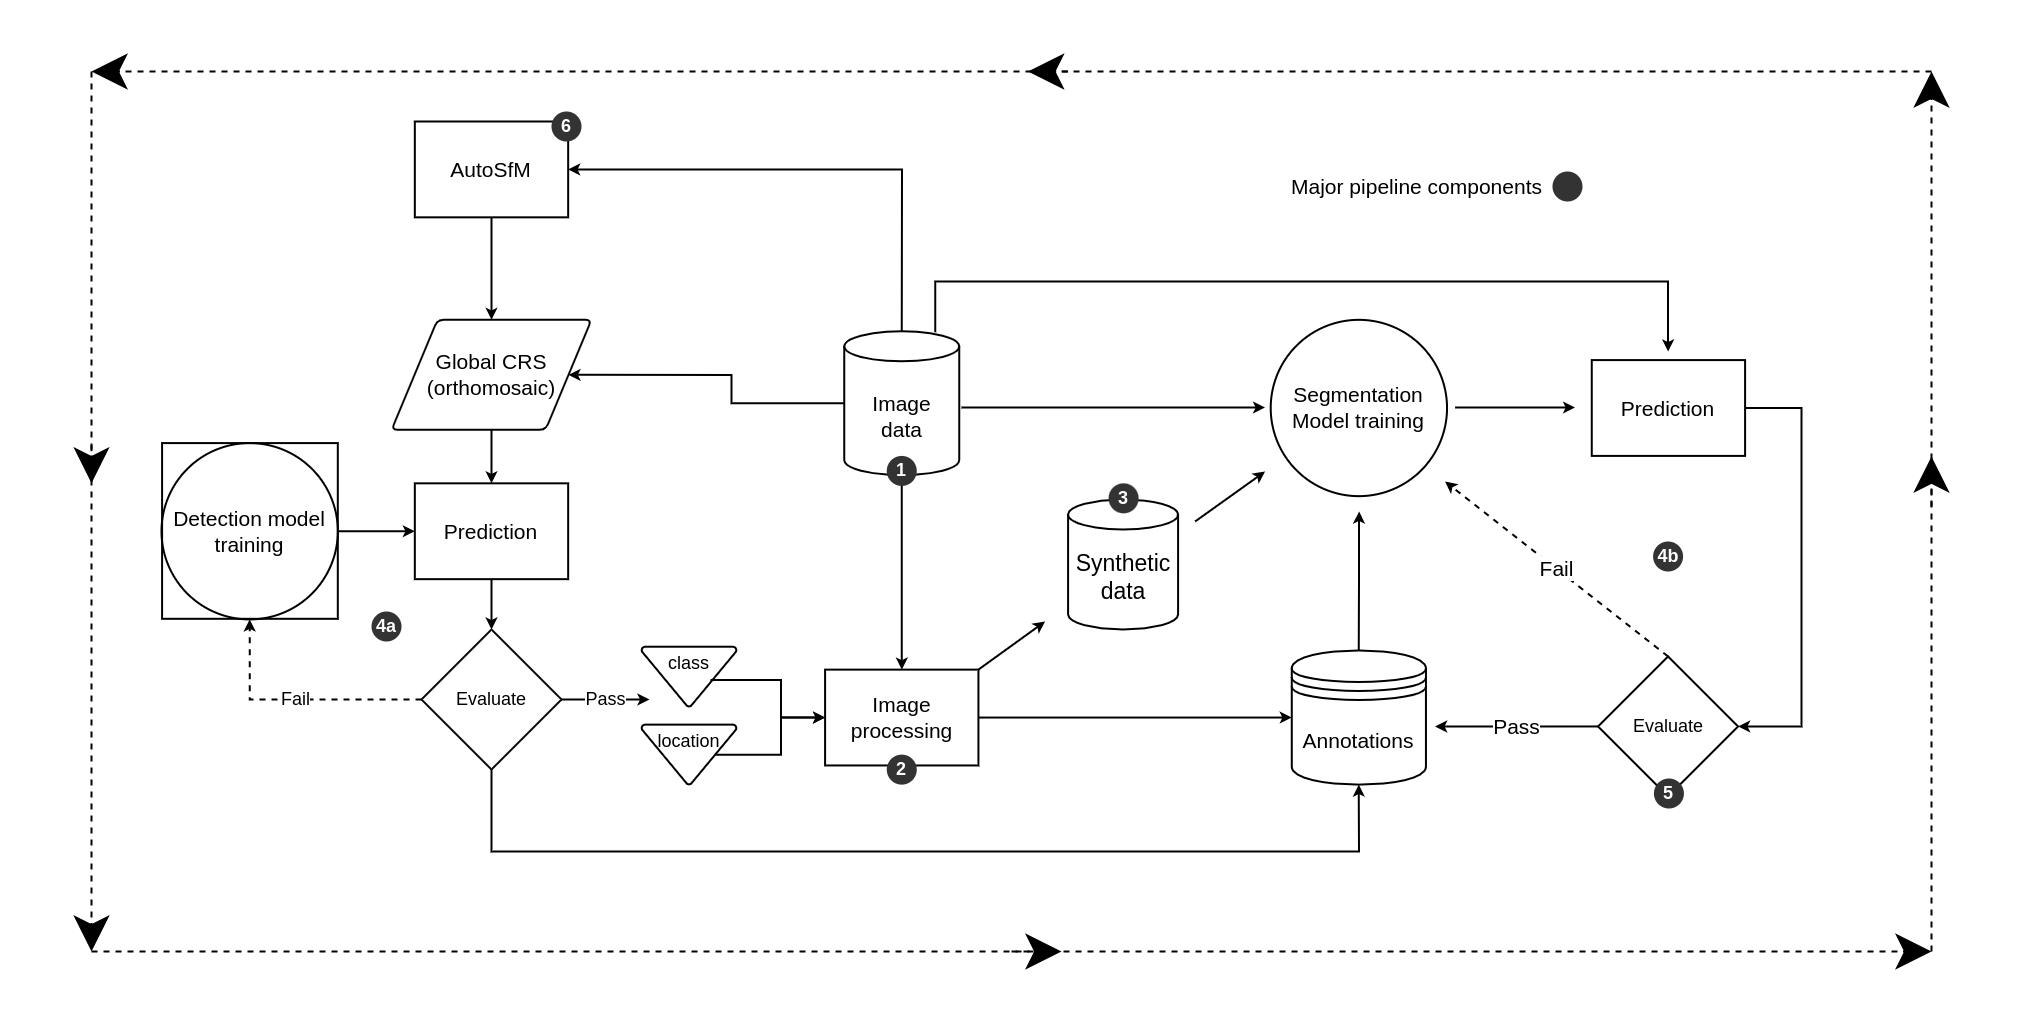 6
AutoSfM
Major pipeline components
Global CRS
(orthomosaic)
Image
data
1
Segmentation
Model training
Prediction
Detection model
training
Prediction
3
Synthetic
data
Fail
4b
4a
Evaluate
Fail
Pass
class
location
Image
processing
2
Annotations
Pass
Evaluate
5